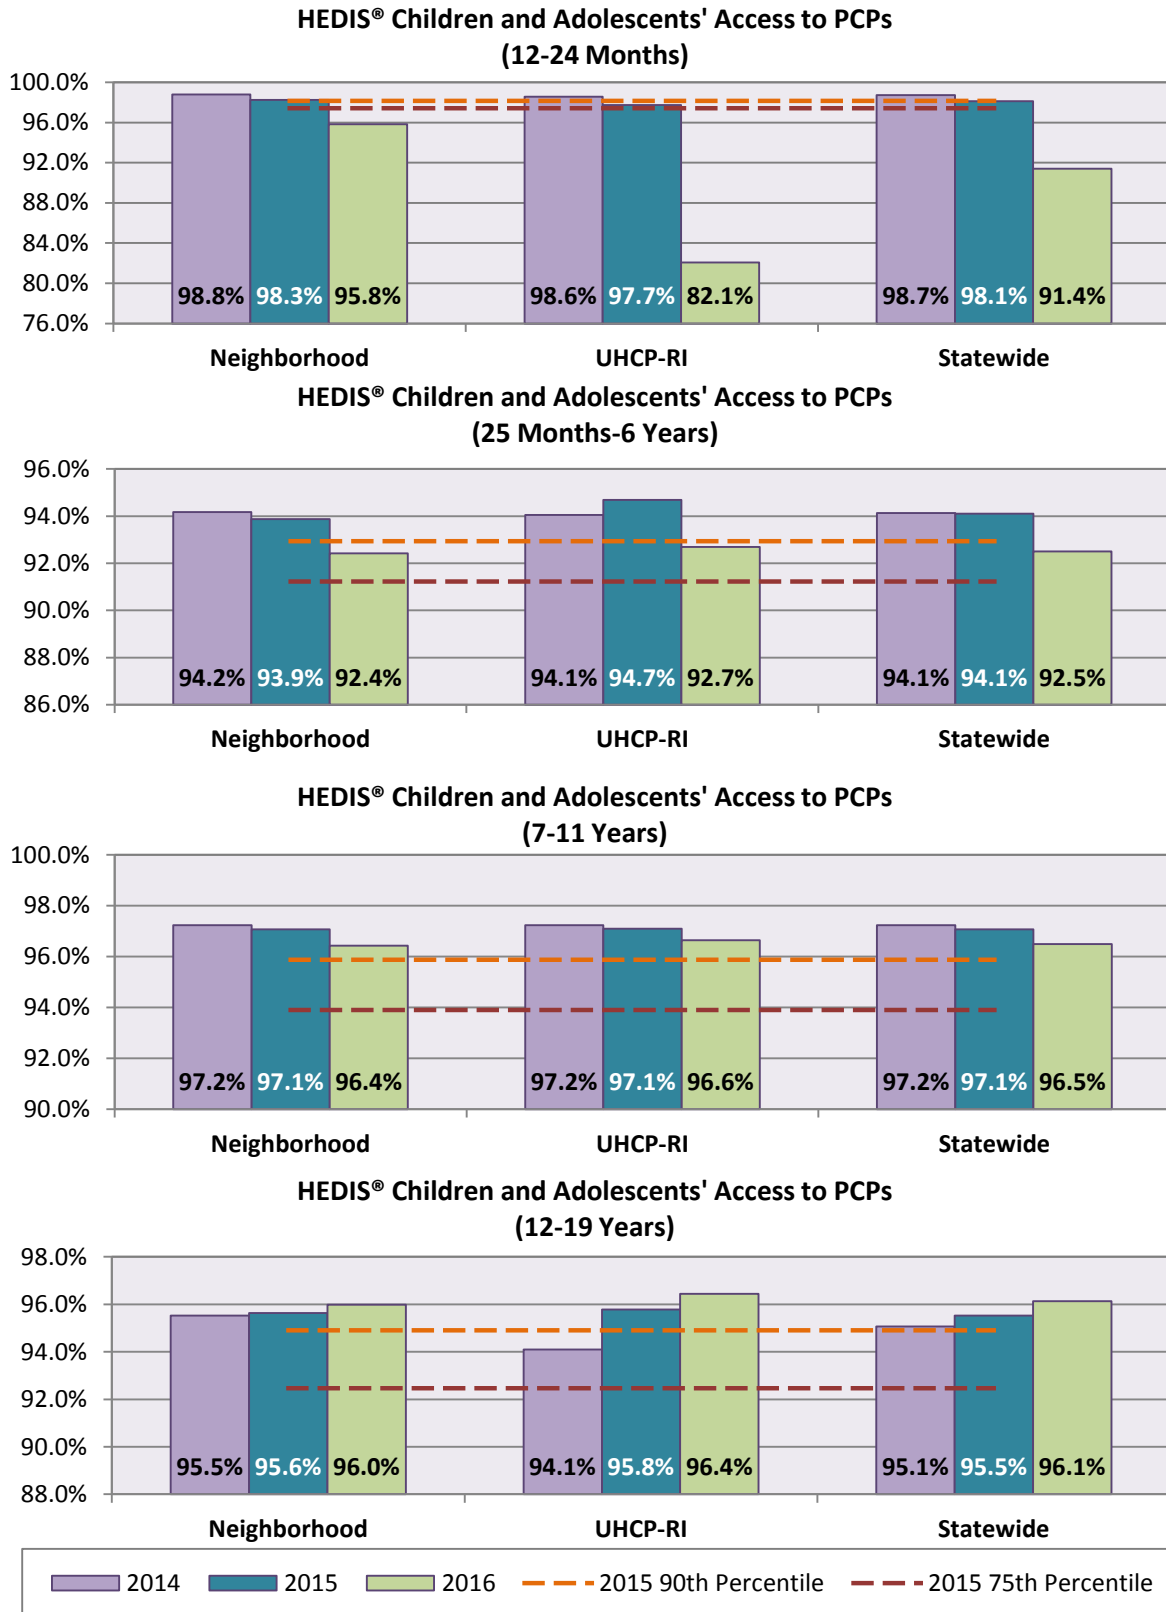 HEDIS® Children and Adolescents' Access to PCPs
(12-24 Months)
100.0%
96.0%
92.0%
88.0%
84.0%
80.0%
76.0%
98.8% 98.3% 95.8% 98.6% 97.7% 82.1% 98.7% 98.1% 91.4%
Neighborhood UHCP-RI Statewide
HEDIS® Children and Adolescents' Access to PCPs
(25 Months-6 Years)
96.0%
94.0%
92.0%
90.0%
88.0%
86.0%
94.2% 93.9% 92.4% 94.1% 94.7% 92.7% 94.1% 94.1% 92.5%
Neighborhood UHCP-RI Statewide
HEDIS® Children and Adolescents' Access to PCPs
(7-11 Years)
100.0%
98.0%
96.0%
94.0%
92.0%
90.0%
97.2% 97.1% 96.4% 97.2% 97.1% 96.6% 97.2% 97.1% 96.5%
Neighborhood UHCP-RI Statewide
HEDIS® Children and Adolescents' Access to PCPs
(12-19 Years)
98.0%
96.0%
94.0%
92.0%
90.0%
88.0%
95.5% 95.6% 96.0% 94.1% 95.8% 96.4% 95.1% 95.5% 96.1%
Neighborhood UHCP-RI Statewide
2014 2015 2016 2015 90th Percentile 2015 75th Percentile